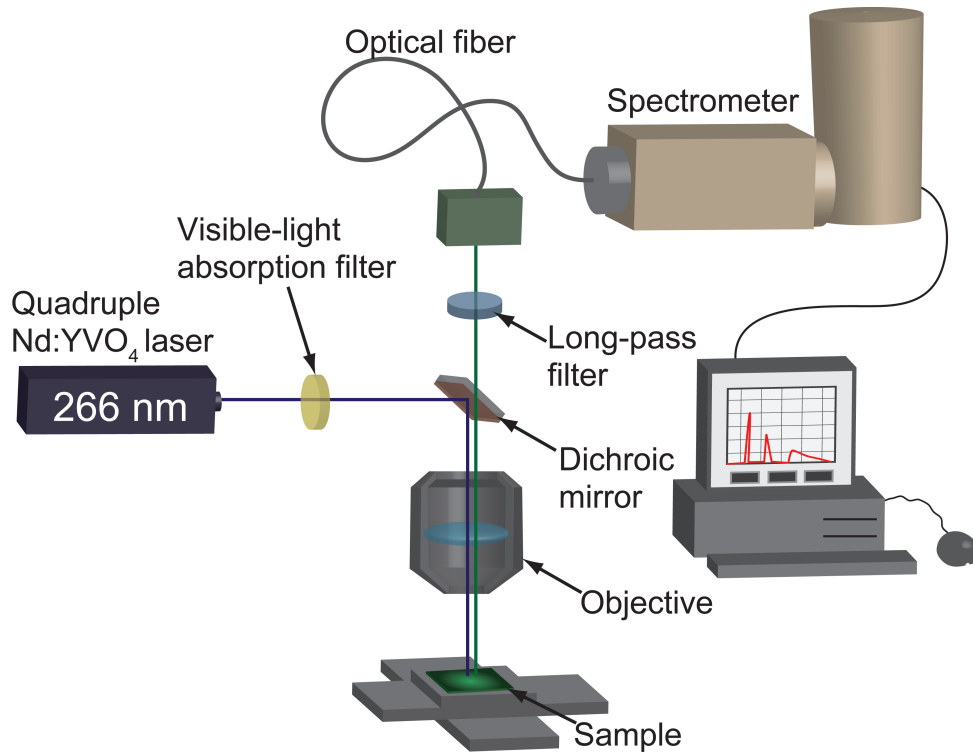 Optical fiber
Spectrometer
Visible-light
absorption filter
Quadruple
Nd:YVO₄ laser
266 nm
Long-pass
filter
Dichroic
mirror
Objective
Sample